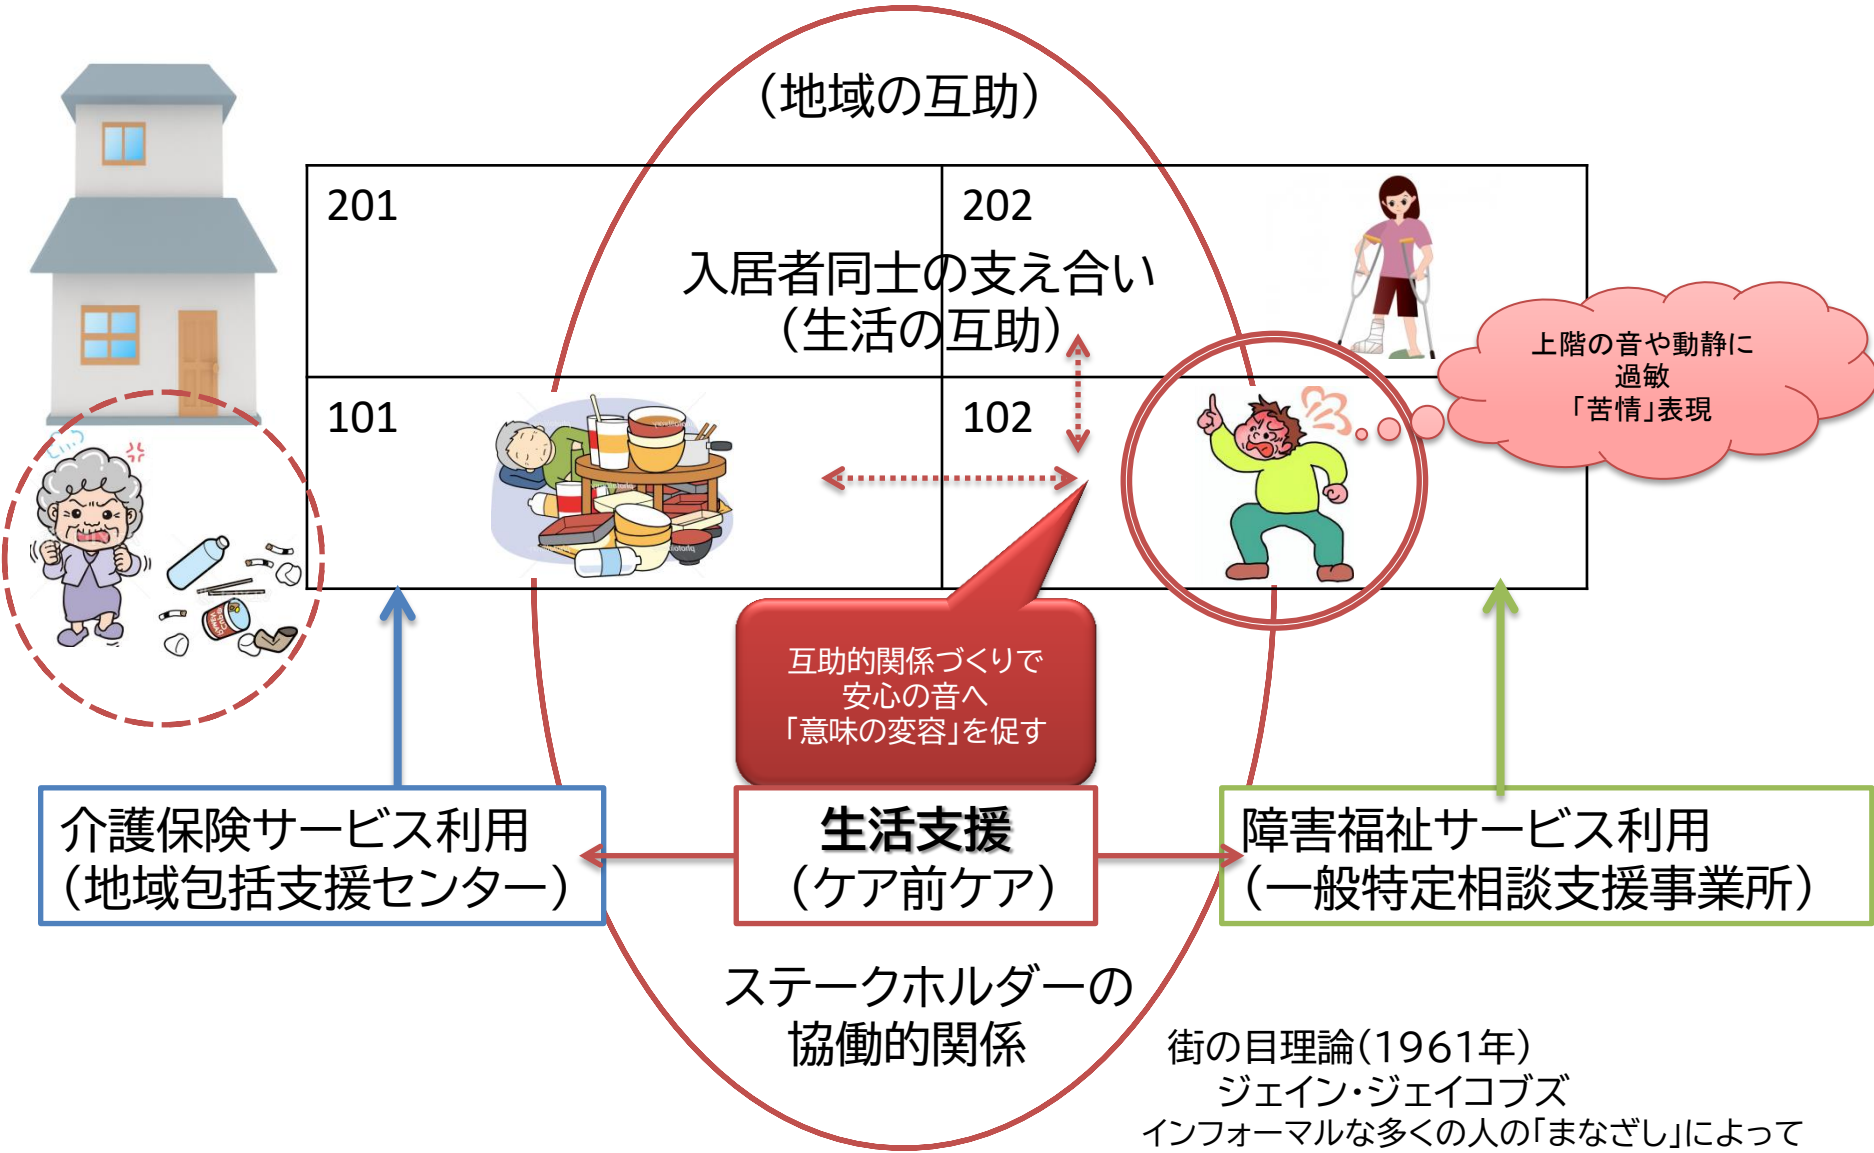 （地域の互助）
201
202
入居者同士の支え合い
（生活の互助）
上階の音や動静に
過敏
「苦情」表現
101
102
互助的関係づくりで
安心の音へ
「意味の変容」を促す
介護保険サービス利用
（地域包括支援センター）
生活支援
（ケア前ケア）
障害福祉サービス利用
（一般特定相談支援事業所）
ステークホルダーの
協働的関係
街の目理論（1961年）
ジェイン・ジェイコブズ
インフォーマルな多くの人の「まなざし」によって